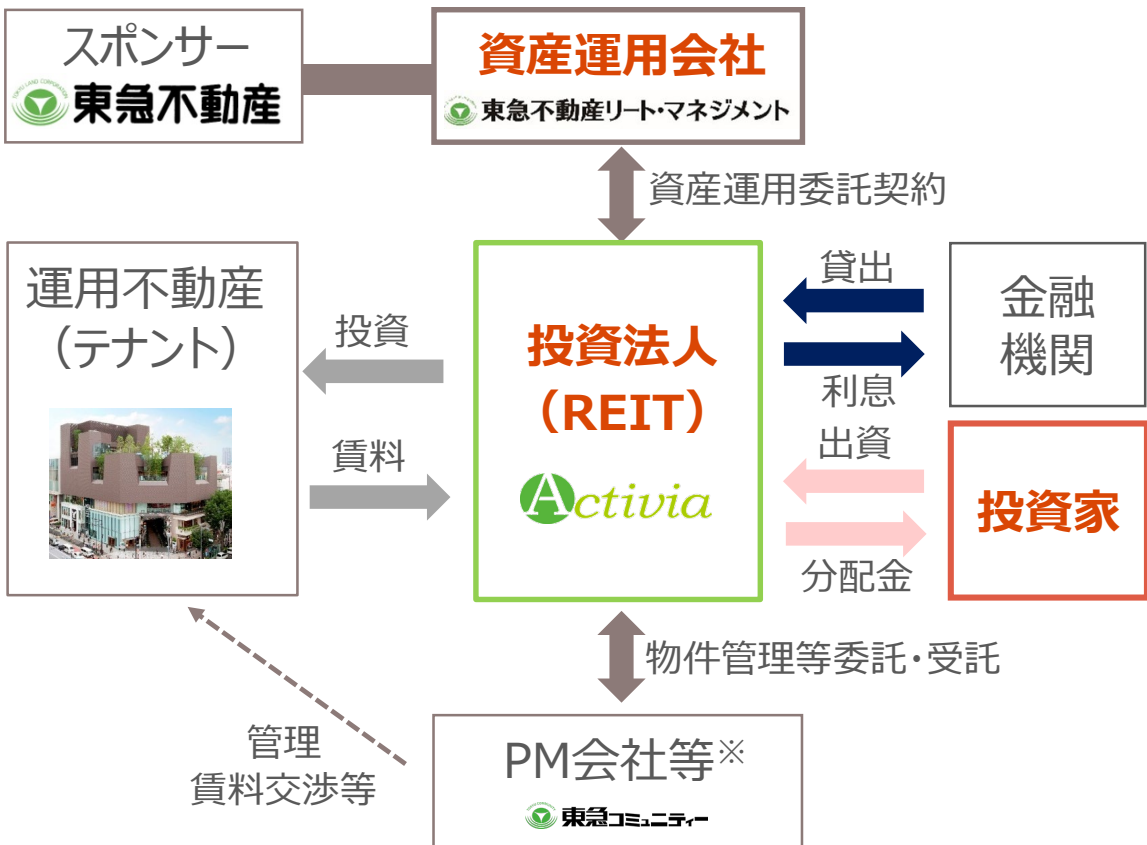 スポンサー
東急不動産
資産運用会社
東急不動産リート・マネジメント
資産運用委託契約
運用不動産
（テナント）
投資
賃料
投資法人
（REIT）
Activia
貸出
利息
金融
機関
出資
分配金
投資家
物件管理等委託・受託
管理
賃料交渉等
PM会社等※
東急コミュニティー